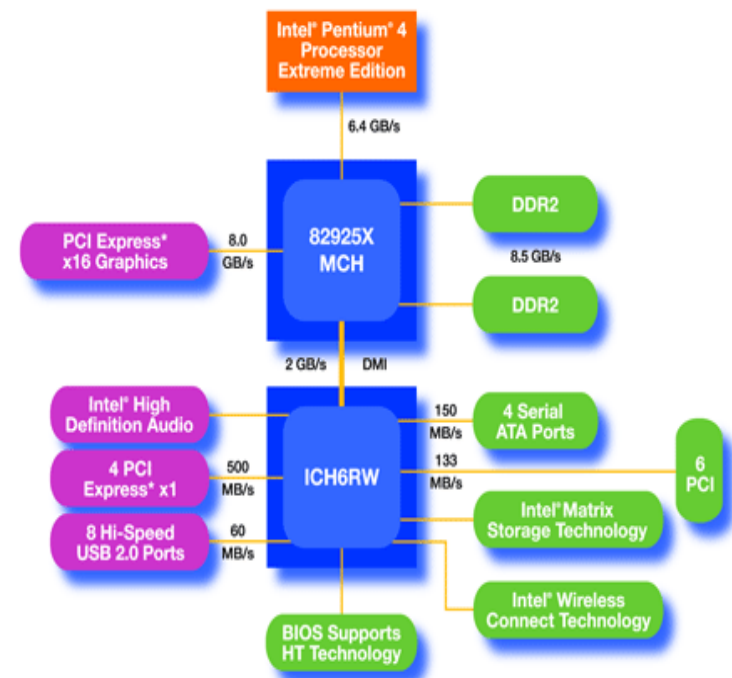 Intel® Pentium® 4
Processor
Extreme Edition
6.4 GB/s
82925X
MCH
DDR2
8.5 GB/s
DDR2
PCI Express*
x16 Graphics
8.0
GB/s
2 GB/s
DMI
ICH6RW
Intel® High
Definition Audio
4 PCI
Express* x1
500
MB/s
8 Hi-Speed
USB 2.0 Ports
60
MB/s
150
MB/s
4 Serial
ATA Ports
133
MB/s
6
PCI
Intel® Matrix
Storage Technology
Intel® Wireless
Connect Technology
BIOS Supports
HT Technology